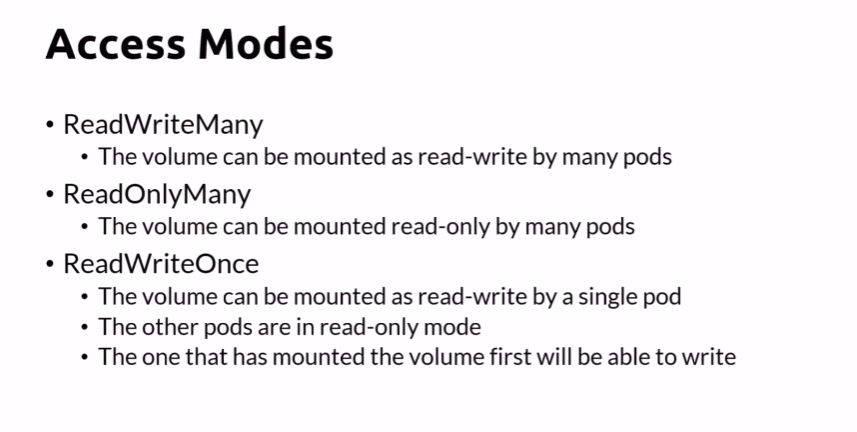 Access Modes
• ReadWriteMany
• The volume can be mounted as read-write by many pods
• ReadOnlyMany
• The volume can be mounted read-only by many pods
• ReadWriteOnce
• The volume can be mounted as read-write by a single pod
• The other pods are in read-only mode
• The one that has mounted the volume first will be able to write